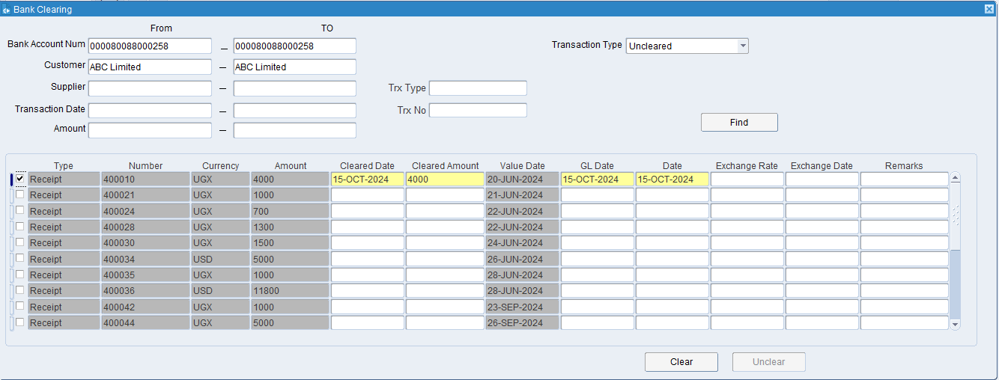 Bank Clearing
From TO
Bank Account Num 000080088000258 – 000080088000258 Transaction Type Uncleared
Customer ABC Limited – ABC Limited
Supplier – Trx Type
Transaction Date – Trx No
Amount – Find
Type Number Currency Amount Cleared Date Cleared Amount Value Date GL Date Date Exchange Rate Exchange Date Remarks
Receipt 400010 UGX 4000 15-OCT-2024 4000 20-JUN-2024 15-OCT-2024 15-OCT-2024
Receipt 400021 UGX 1000 21-JUN-2024
Receipt 400024 UGX 700 22-JUN-2024
Receipt 400028 UGX 1300 22-JUN-2024
Receipt 400030 UGX 1500 24-JUN-2024
Receipt 400034 USD 5000 26-JUN-2024
Receipt 400035 UGX 1000 28-JUN-2024
Receipt 400036 USD 11800 28-JUN-2024
Receipt 400042 UGX 1000 23-SEP-2024
Receipt 400044 UGX 5000 26-SEP-2024
Clear Unclear